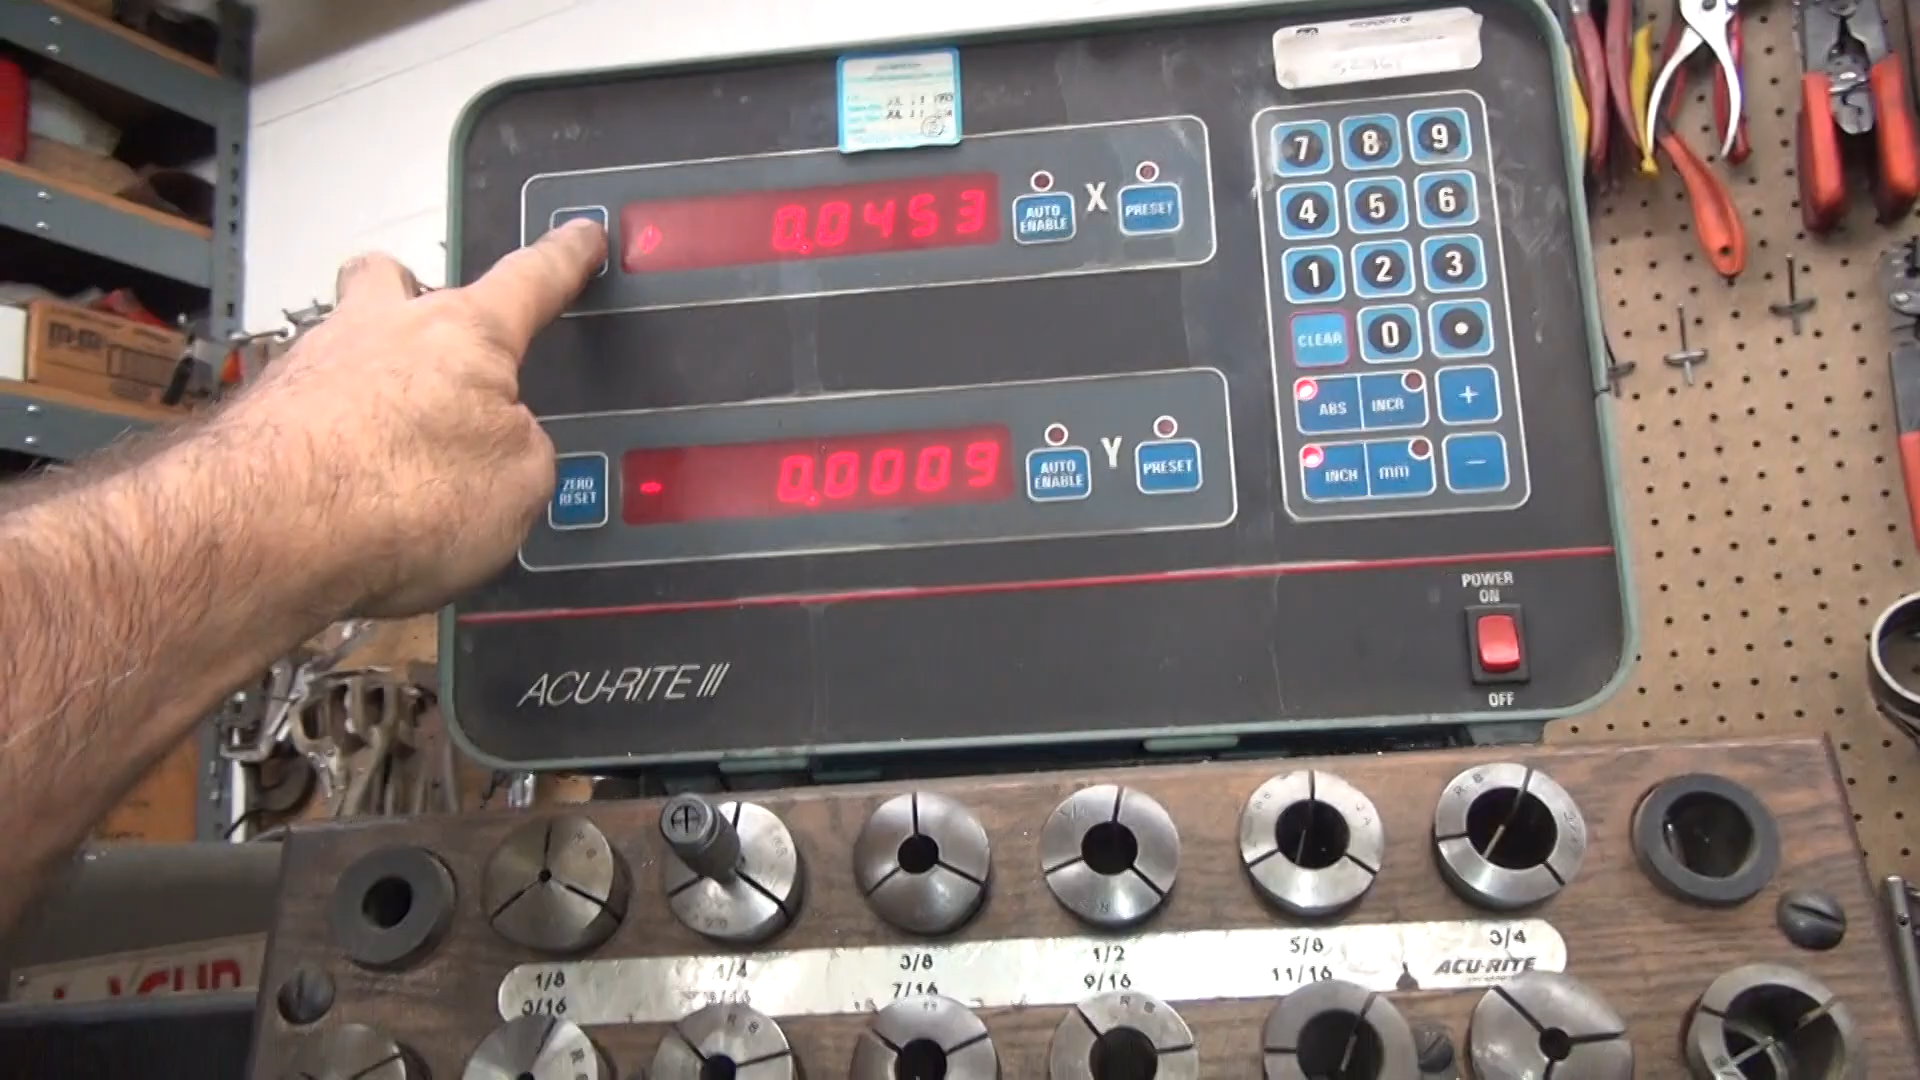 PROPERTY OF
0.0453
AUTO ENABLE
X
PRESET
7 8 9
4 5 6
1 2 3
CLEAR 0 •
ABS INCR +
INCH mm −
ZERO RESET
- 0.0009
AUTO ENABLE
Y
PRESET
POWER
ON
OFF
ACU-RITE III
1/8 1/4 3/8 1/2 5/8 3/4
3/16 7/16 9/16 11/16 ACU-RITE